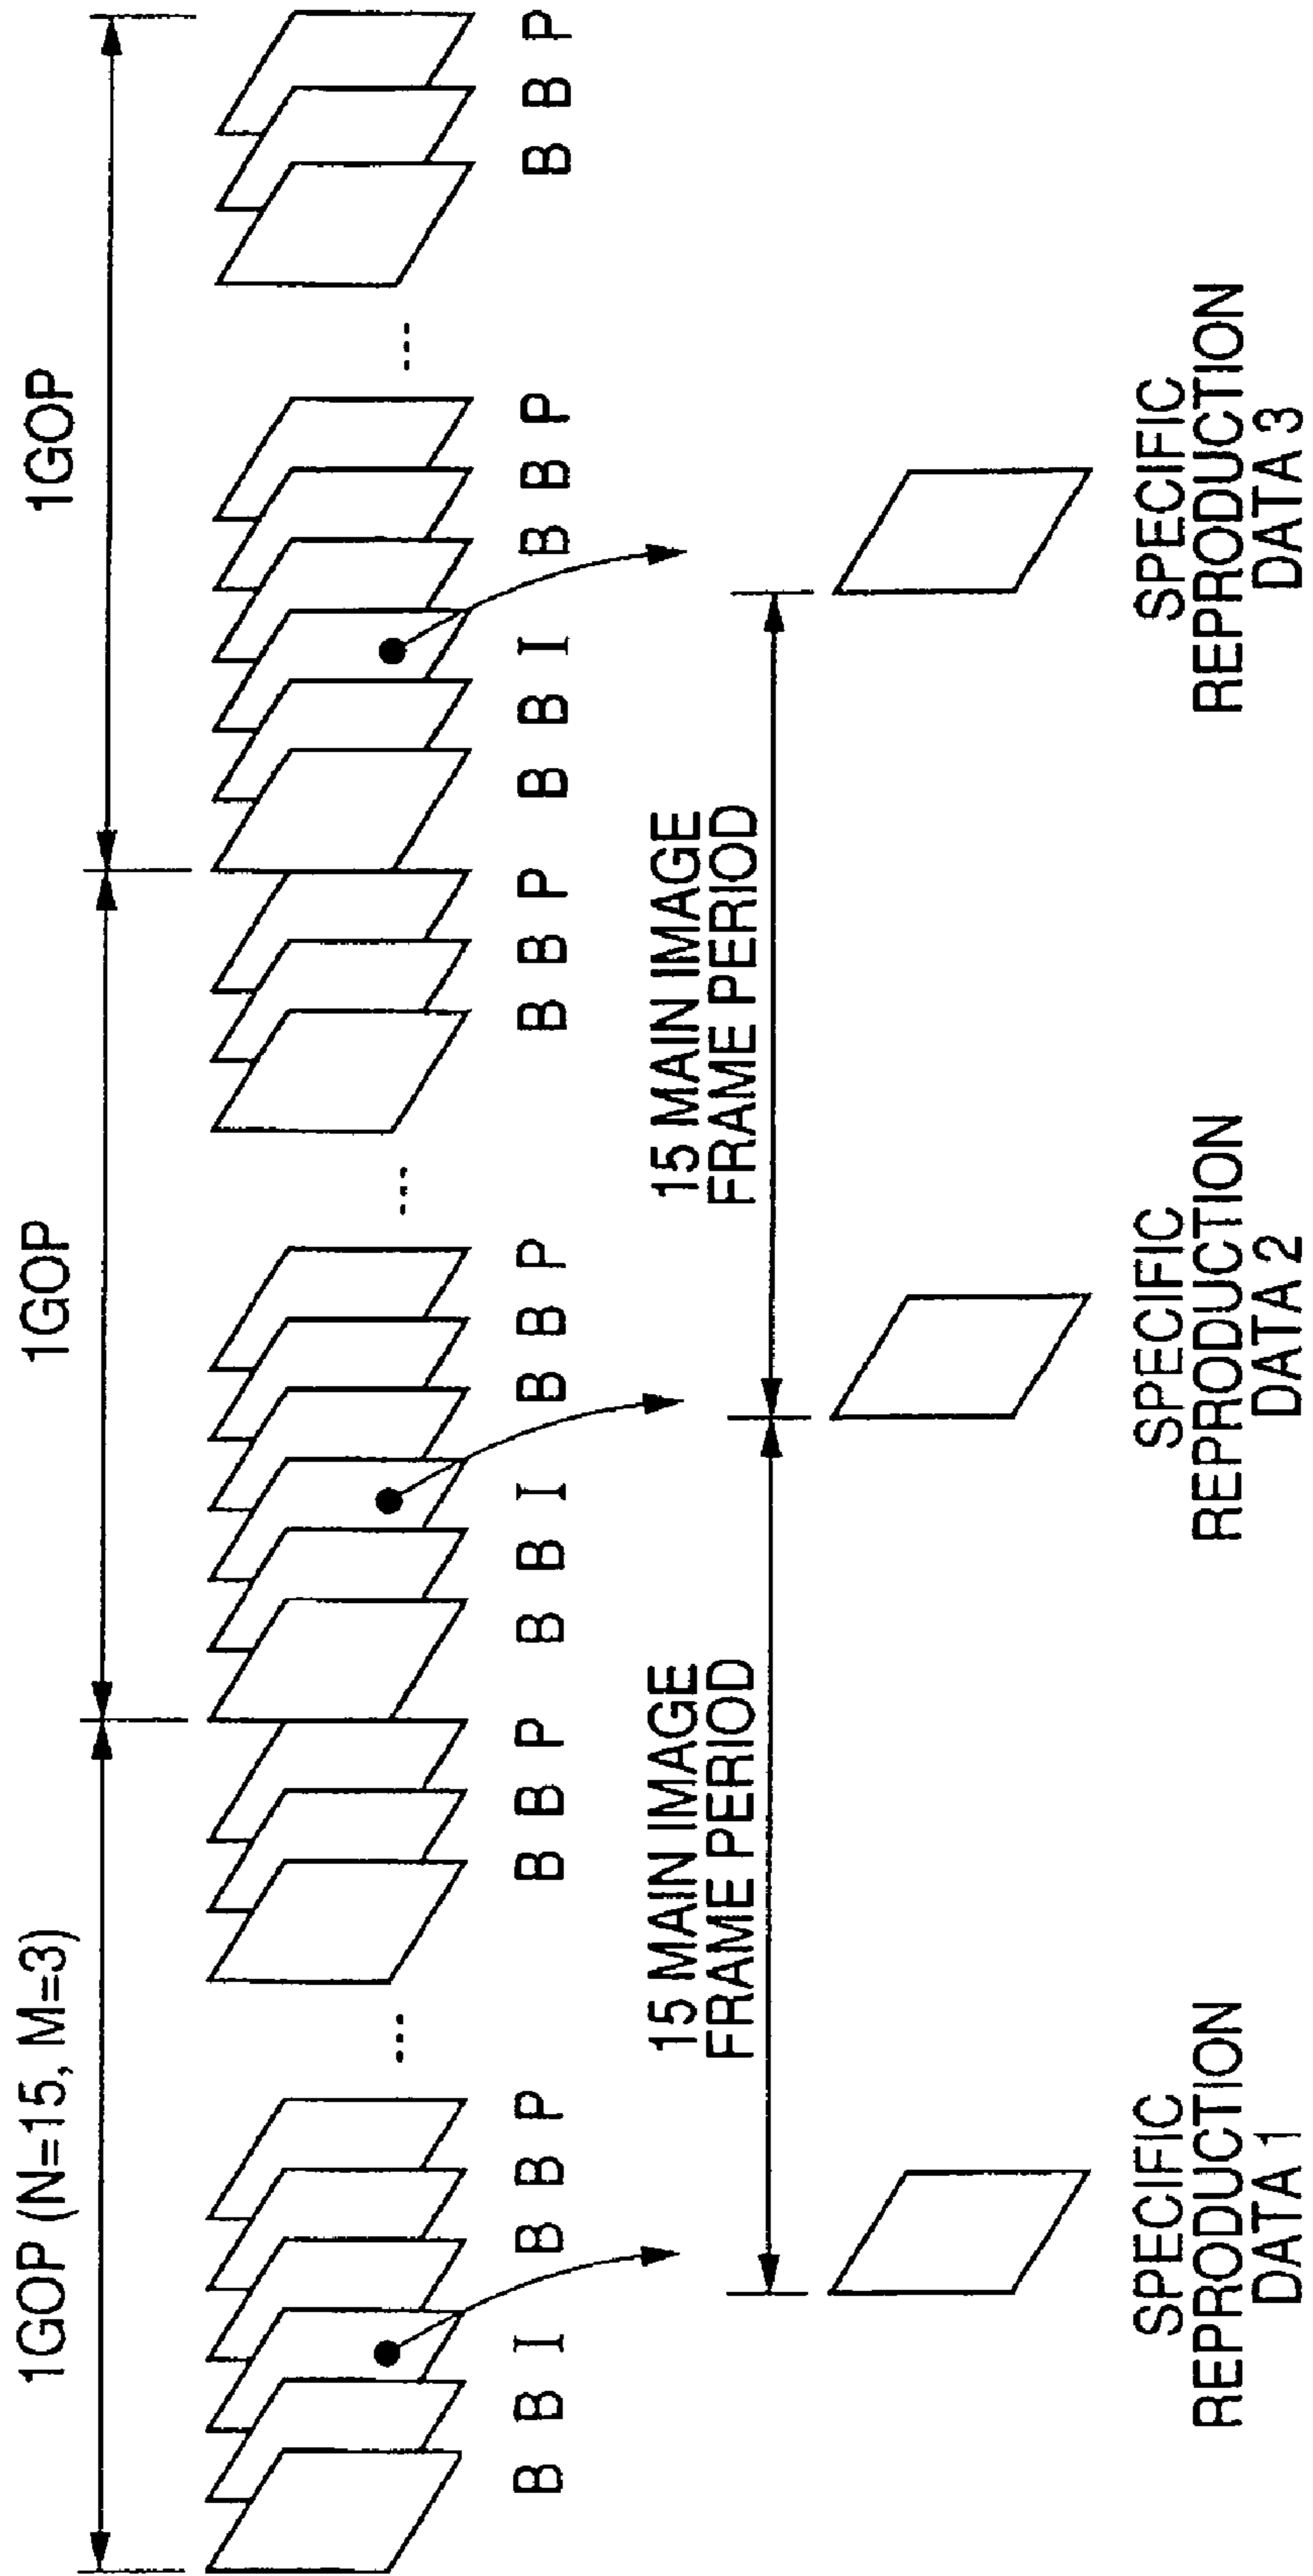 1GOP (N=15, M=3)
1GOP
1GOP
B B I B B P ... B B P B B I B B P ... B B P B B I B B P ... B B P
15 MAIN IMAGE
FRAME PERIOD
15 MAIN IMAGE
FRAME PERIOD
SPECIFIC
REPRODUCTION
DATA 1
SPECIFIC
REPRODUCTION
DATA 2
SPECIFIC
REPRODUCTION
DATA 3